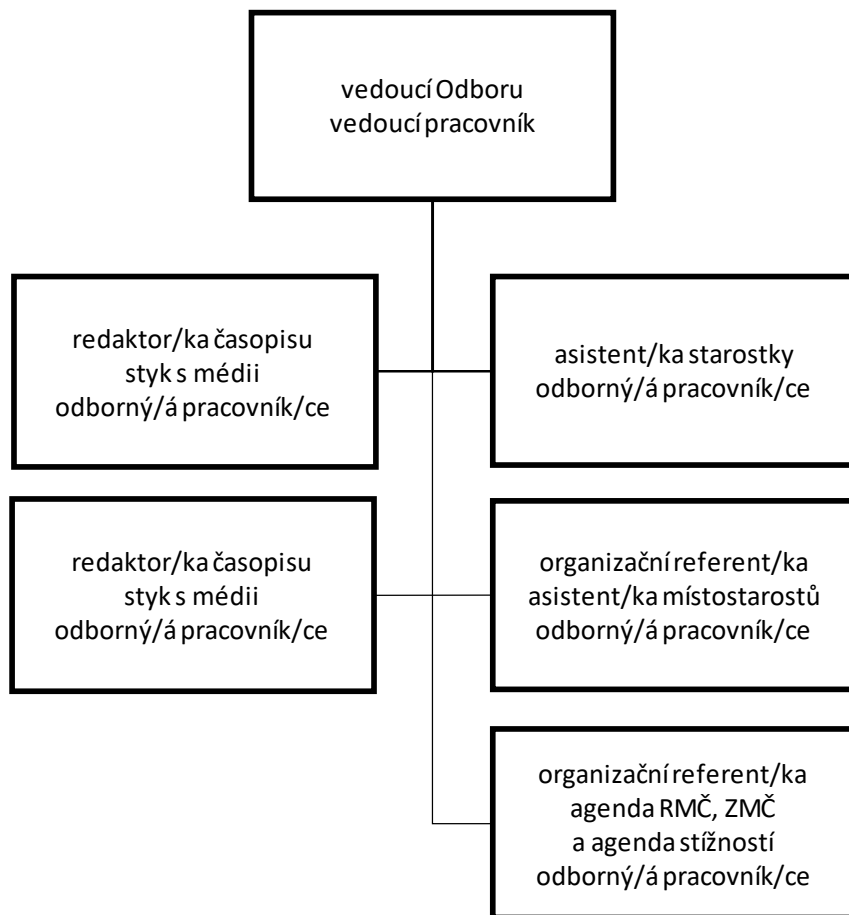 vedoucí Odboru
vedoucí pracovník
redaktor/ka časopisu
styk s médii
odborný/á pracovník/ce
asistent/ka starostky
odborný/á pracovník/ce
redaktor/ka časopisu
styk s médii
odborný/á pracovník/ce
organizační referent/ka
asistent/ka místostarostů
odborný/á pracovník/ce
organizační referent/ka
agenda RMČ, ZMČ
a agenda stížností
odborný/á pracovník/ce